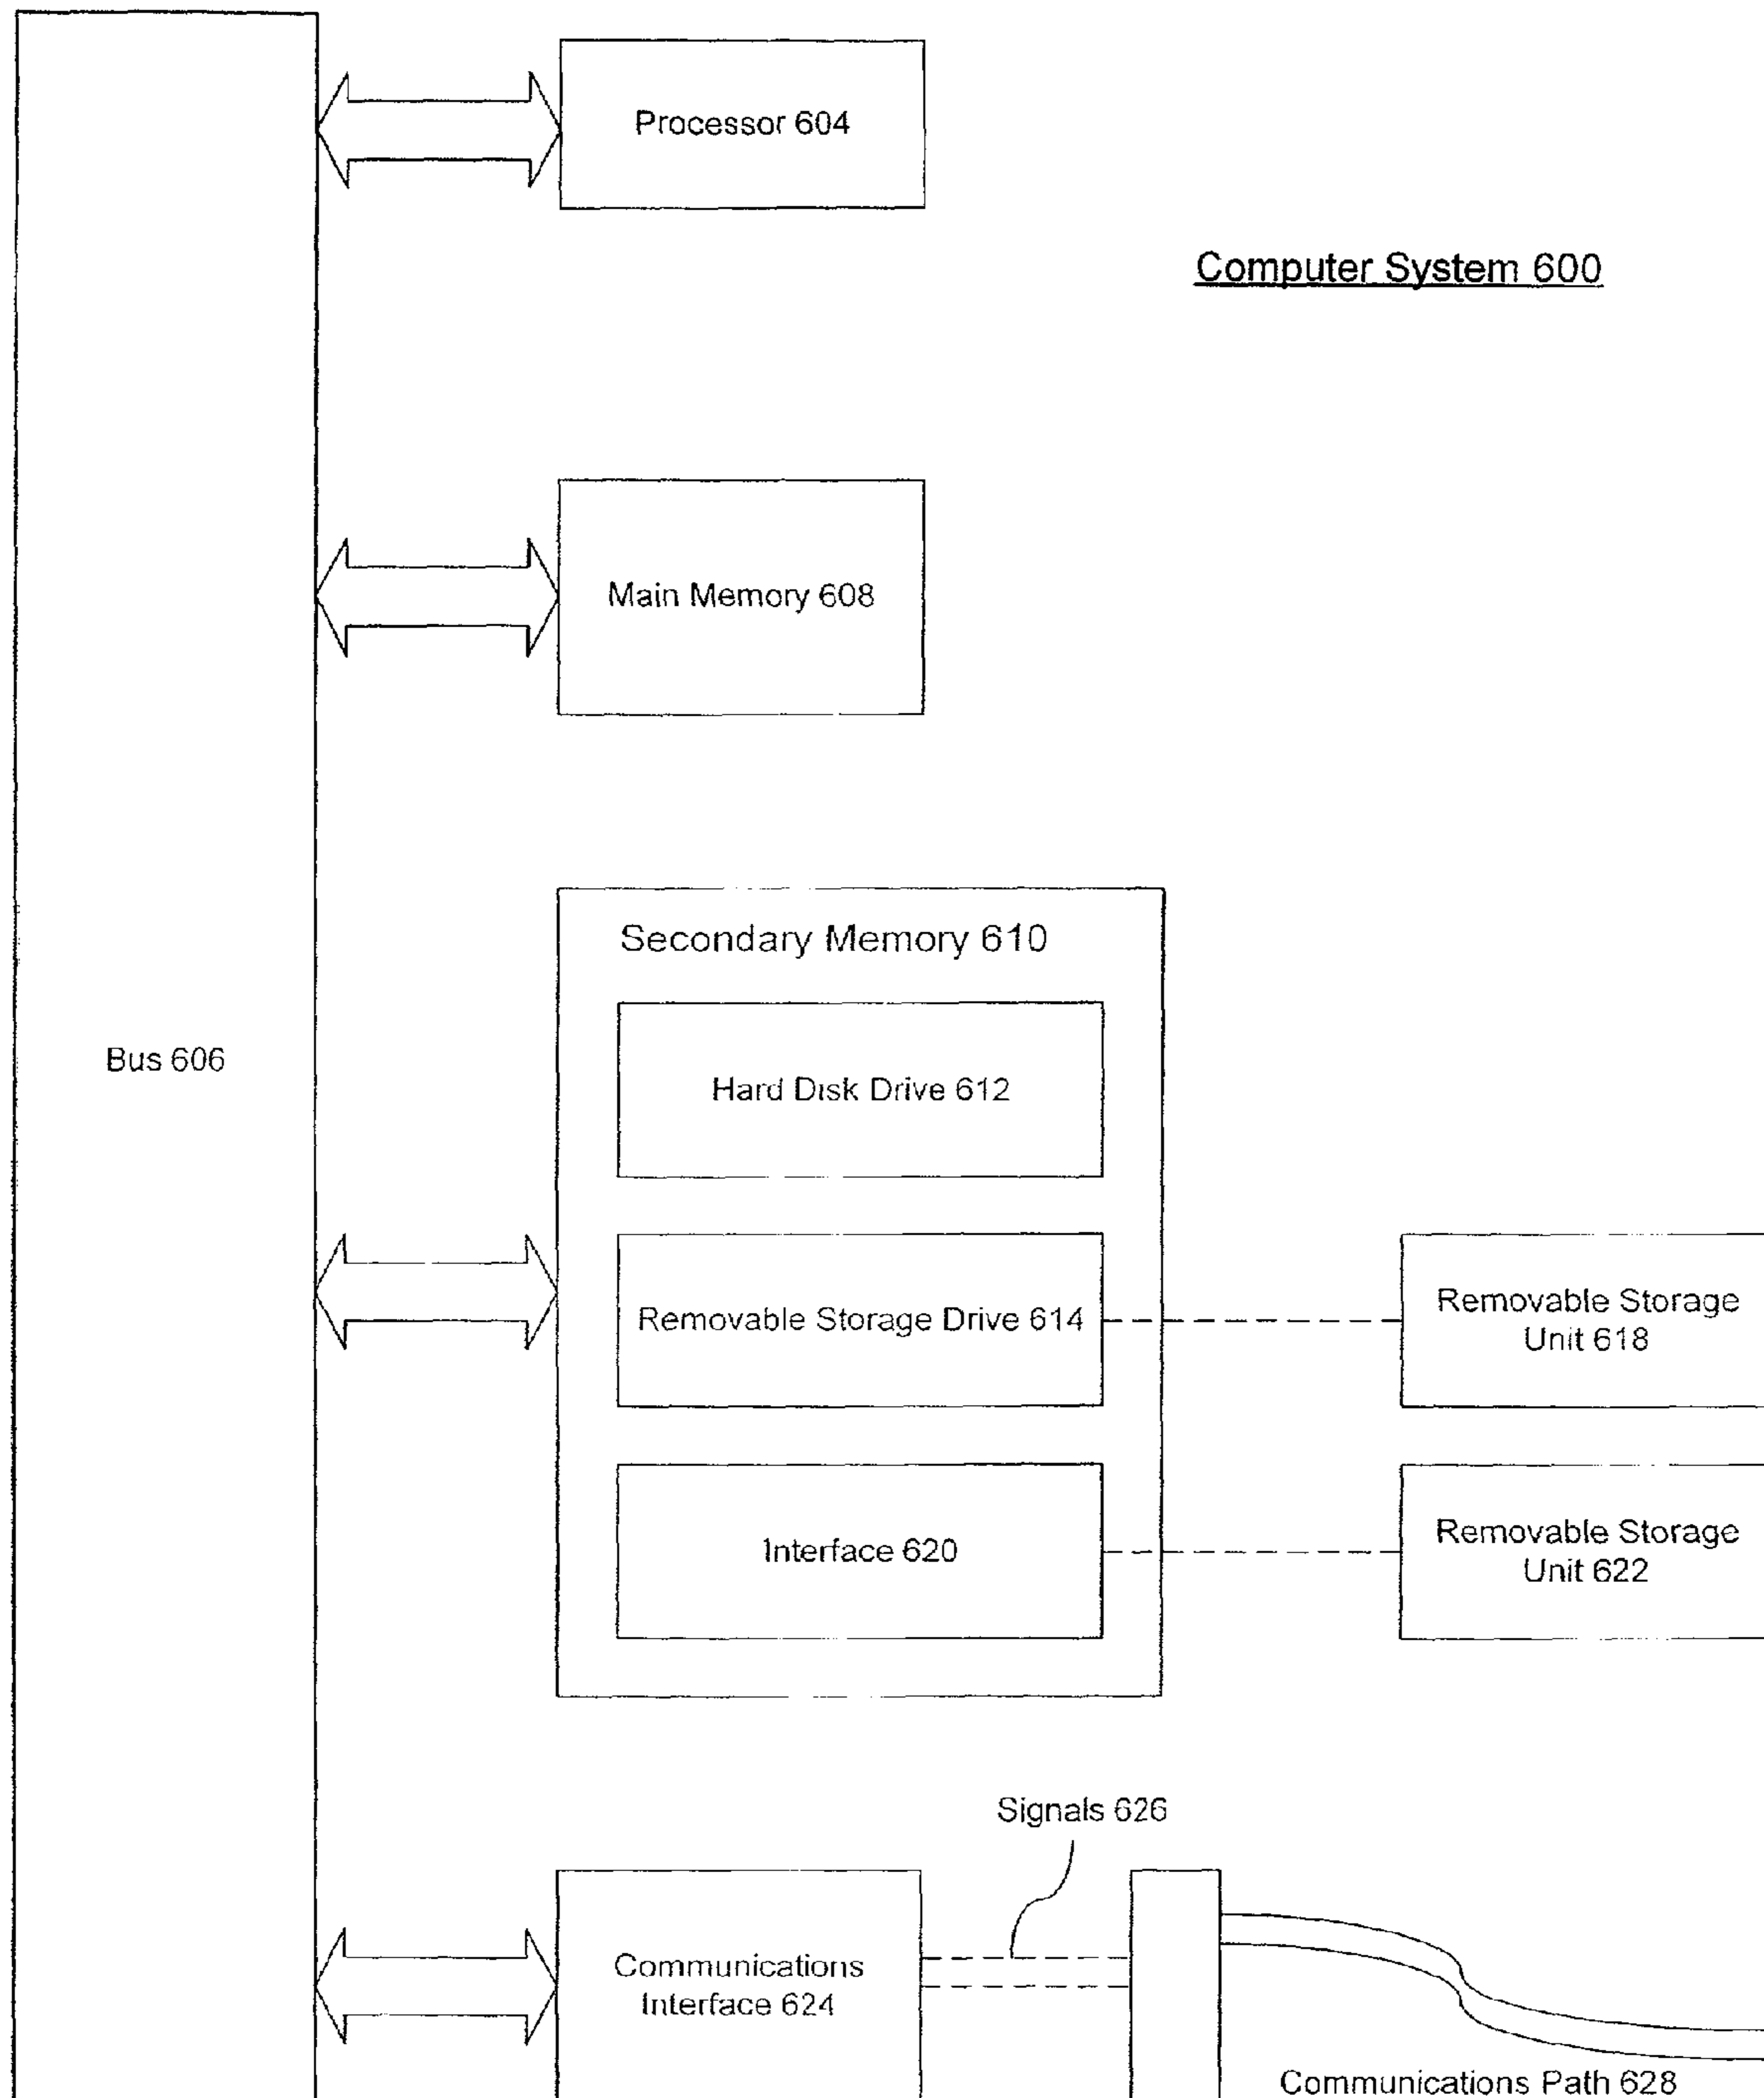 Processor 604
Computer System 600
Main Memory 608
Secondary Memory 610
Bus 606
Hard Disk Drive 612
Removable Storage Drive 614
Removable Storage
Unit 618
Interface 620
Removable Storage
Unit 622
Signals 626
Communications
Interface 624
Communications Path 628